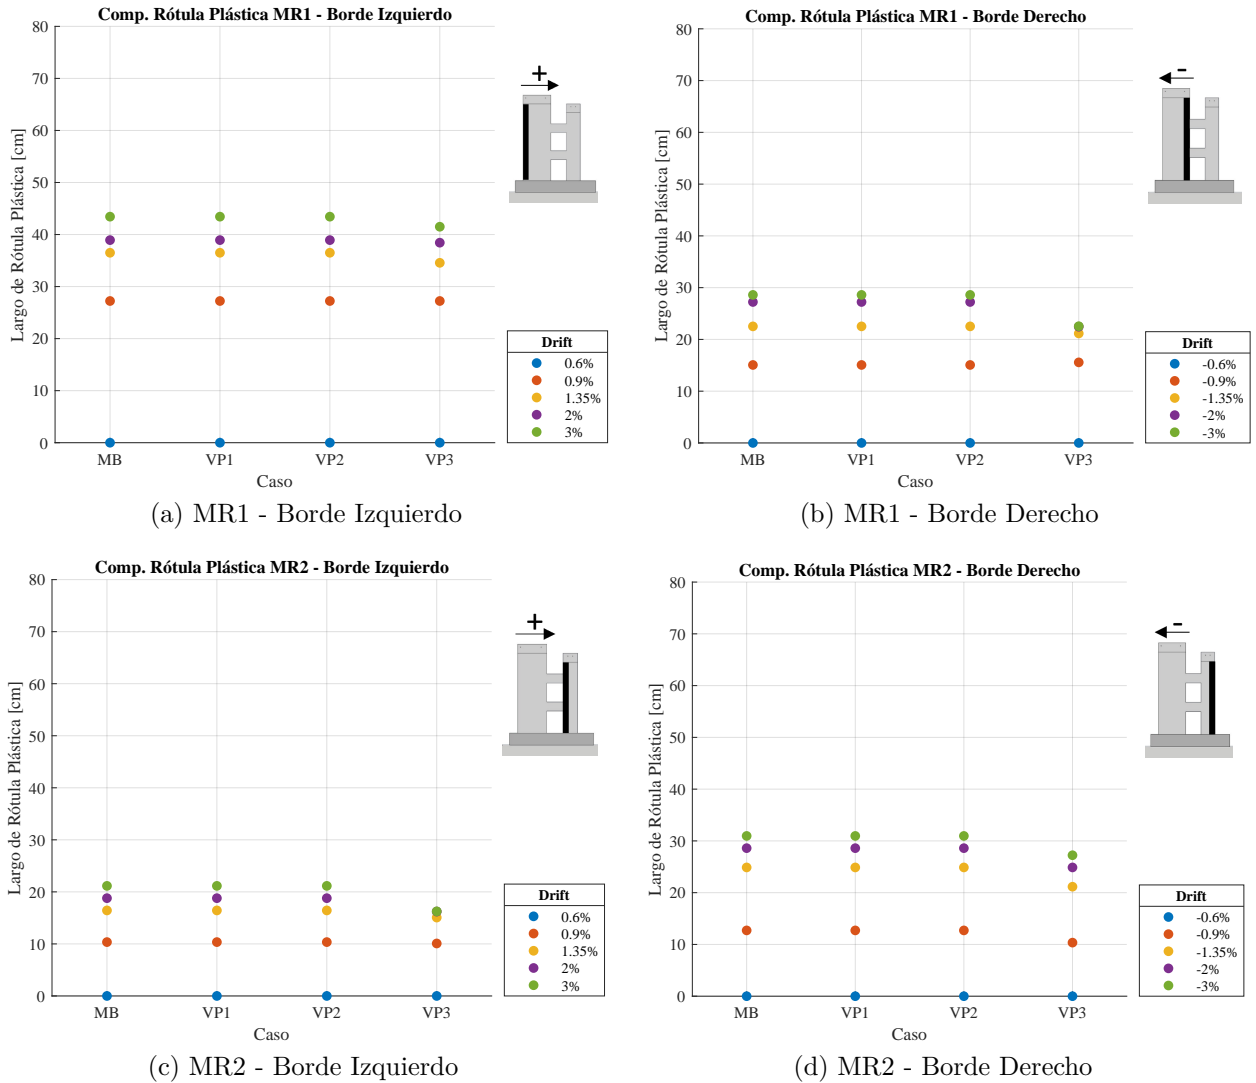 Comp. Rótula Plástica MR1 - Borde Izquierdo
80
70
60
50
40
30
20
10
0
Largo de Rótula Plástica [cm]
MB VP1 VP2 VP3
Caso
+
Drift
0.6%
0.9%
1.35%
2%
3%
(a) MR1 - Borde Izquierdo
Comp. Rótula Plástica MR1 - Borde Derecho
80
70
60
50
40
30
20
10
0
Largo de Rótula Plástica [cm]
MB VP1 VP2 VP3
Caso
-
Drift
-0.6%
-0.9%
-1.35%
-2%
-3%
(b) MR1 - Borde Derecho
Comp. Rótula Plástica MR2 - Borde Izquierdo
80
70
60
50
40
30
20
10
0
Largo de Rótula Plástica [cm]
MB VP1 VP2 VP3
Caso
+
Drift
0.6%
0.9%
1.35%
2%
3%
(c) MR2 - Borde Izquierdo
Comp. Rótula Plástica MR2 - Borde Derecho
80
70
60
50
40
30
20
10
0
Largo de Rótula Plástica [cm]
MB VP1 VP2 VP3
Caso
-
Drift
-0.6%
-0.9%
-1.35%
-2%
-3%
(d) MR2 - Borde Derecho